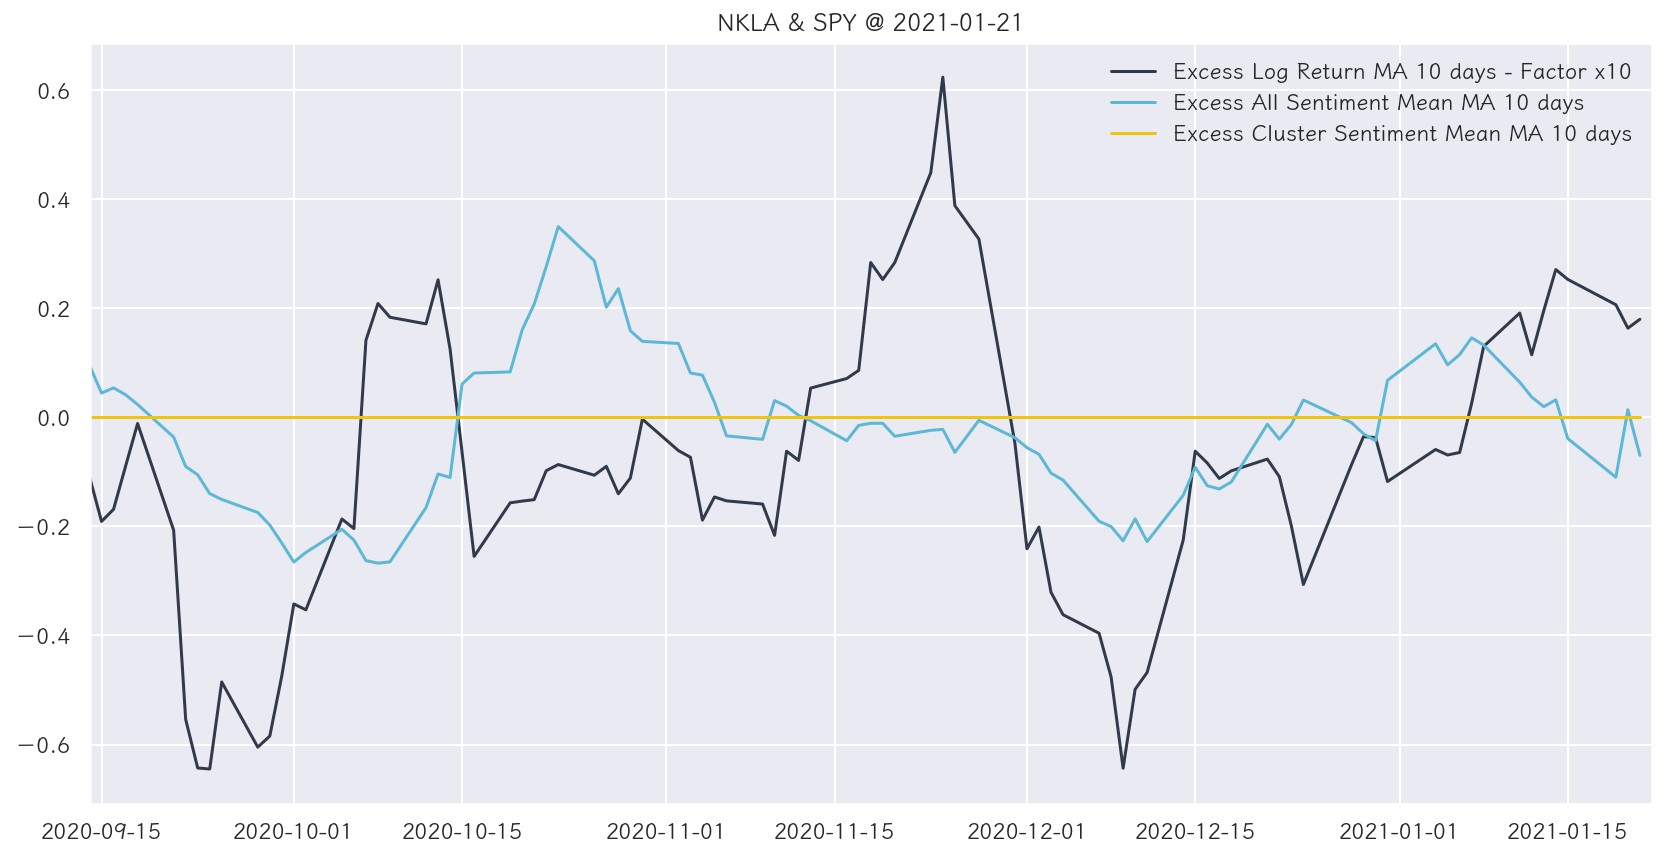 NKLA & SPY @ 2021-01-21
Excess Log Return MA 10 days - Factor x10
Excess All Sentiment Mean MA 10 days
Excess Cluster Sentiment Mean MA 10 days
0.6
0.4
0.2
0.0
−0.2
−0.4
−0.6
2020-09-15 2020-10-01 2020-10-15 2020-11-01 2020-11-15 2020-12-01 2020-12-15 2021-01-01 2021-01-15